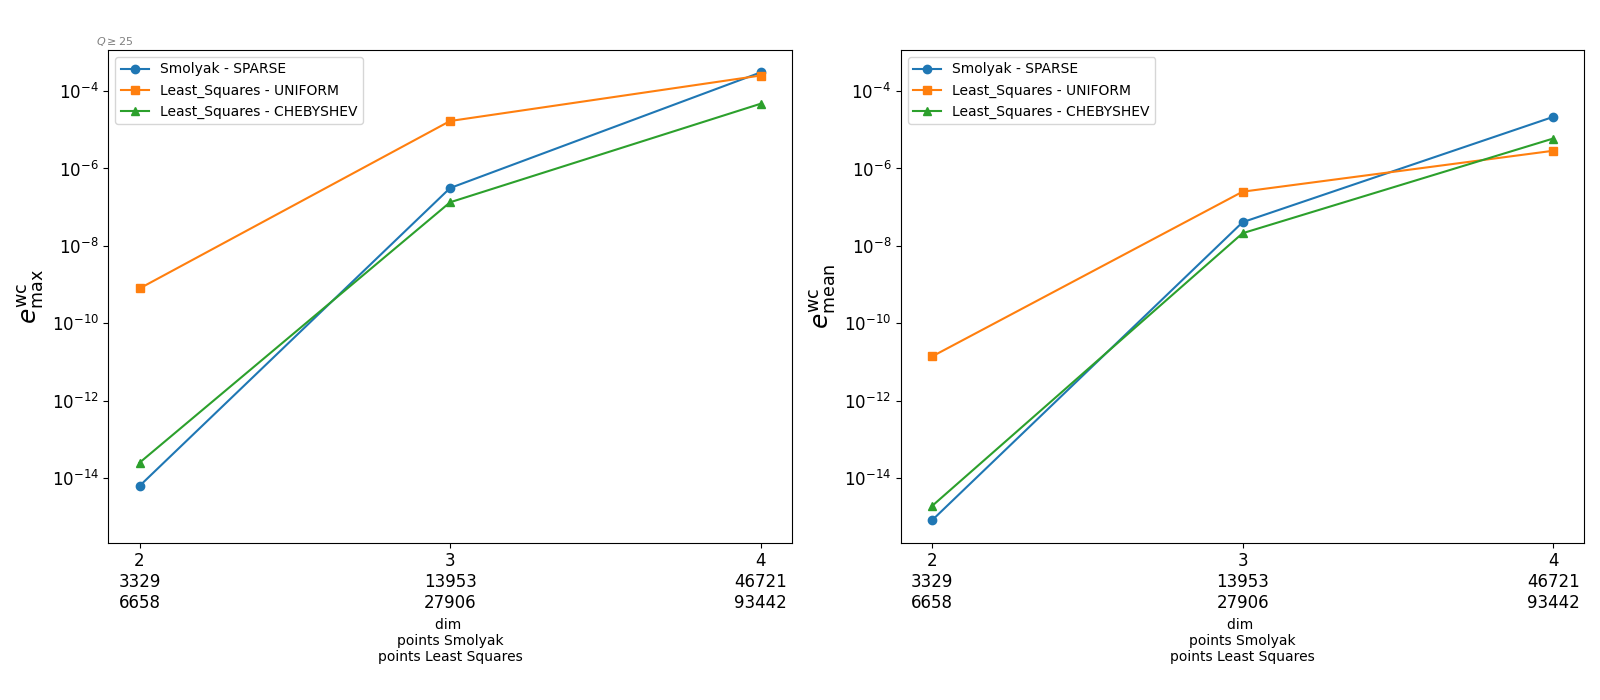 Q ≥ 25
Smolyak - SPARSE
Least_Squares - UNIFORM
Least_Squares - CHEBYSHEV
10⁻⁴
10⁻⁶
10⁻⁸
10⁻¹⁰
10⁻¹²
10⁻¹⁴
e^wc_max
2 3 4
3329 13953 46721
6658 27906 93442
dim
points Smolyak
points Least Squares
Smolyak - SPARSE
Least_Squares - UNIFORM
Least_Squares - CHEBYSHEV
10⁻⁴
10⁻⁶
10⁻⁸
10⁻¹⁰
10⁻¹²
10⁻¹⁴
e^wc_mean
2 3 4
3329 13953 46721
6658 27906 93442
dim
points Smolyak
points Least Squares